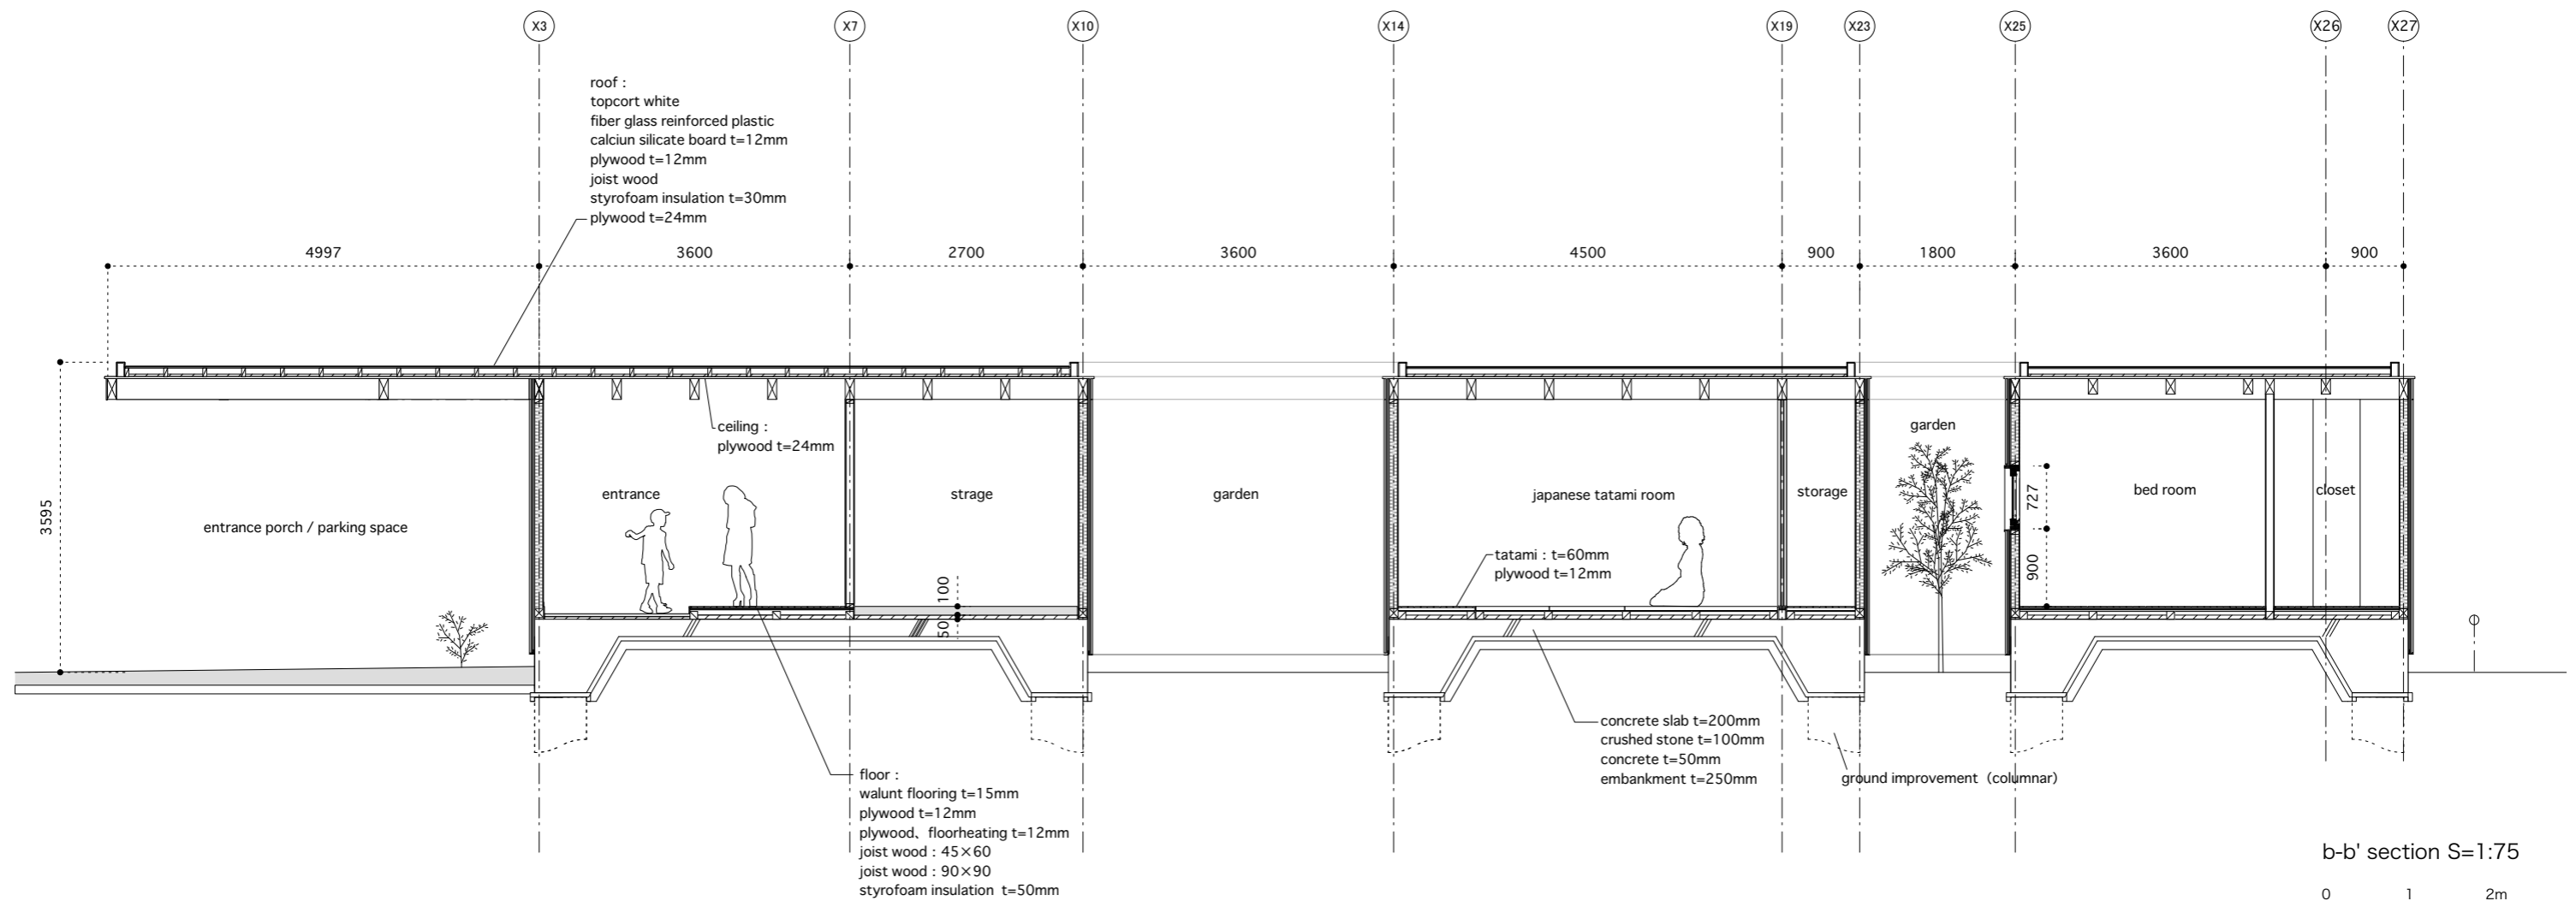 X3
X7
X10
X14
X19
X23
X25
X26
X27
roof :
topcort white
fiber glass reinforced plastic
calciun silicate board t=12mm
plywood t=12mm
joist wood
styrofoam insulation t=30mm
plywood t=24mm
4997
3600
2700
3600
4500
900
1800
3600
900
3595
ceiling :
plywood t=24mm
entrance porch / parking space
entrance
strage
100
50
garden
japanese tatami room
tatami : t=60mm
plywood t=12mm
storage
garden
727
900
bed room
closet
floor :
walunt flooring t=15mm
plywood t=12mm
plywood、floorheating t=12mm
joist wood : 45×60
joist wood : 90×90
styrofoam insulation t=50mm
concrete slab t=200mm
crushed stone t=100mm
concrete t=50mm
embankment t=250mm
ground improvement（columnar）
b-b' section S=1:75
0 1 2m